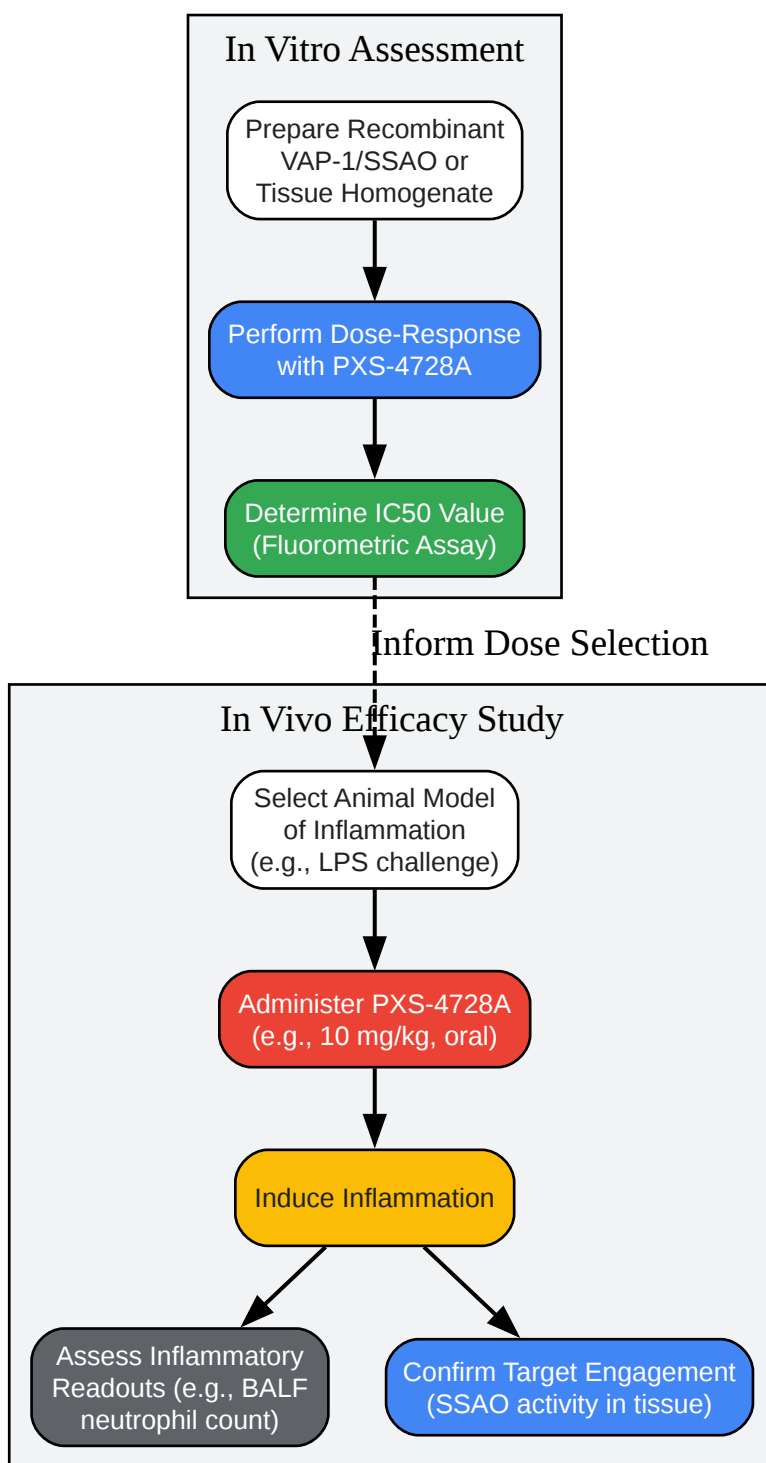 In Vitro Assessment
Prepare Recombinant
VAP-1/SSAO or
Tissue Homogenate
Perform Dose-Response
with PXS-4728A
Determine IC50 Value
(Fluorometric Assay)
Inform Dose Selection
In Vivo Efficacy Study
Select Animal Model
of Inflammation
(e.g., LPS challenge)
Administer PXS-4728A
(e.g., 10 mg/kg, oral)
Induce Inflammation
Assess Inflammatory
Readouts (e.g., BALF
neutrophil count)
Confirm Target Engagement
(SSAO activity in tissue)